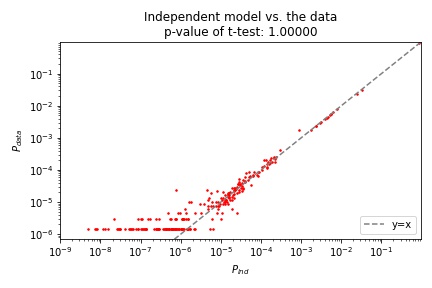 Independent model vs. the data
p-value of t-test: 1.00000
P_data
10^-1
10^-2
10^-3
10^-4
10^-5
10^-6
y=x
10^-9 10^-8 10^-7 10^-6 10^-5 10^-4 10^-3 10^-2 10^-1
P_ind